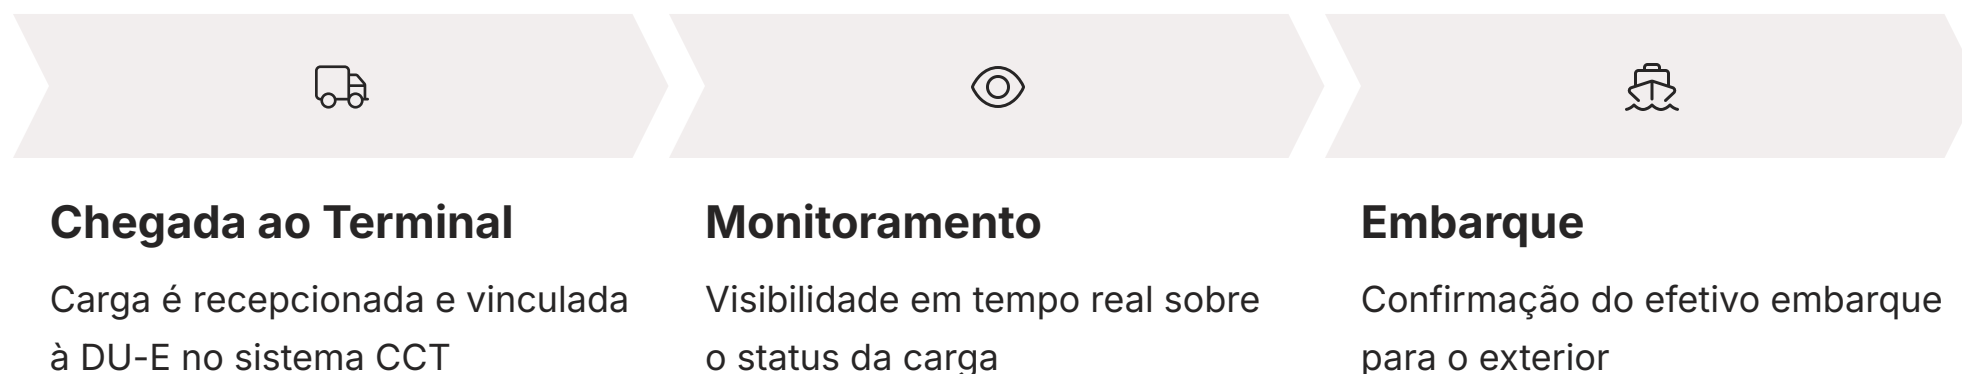 Chegada ao Terminal
Carga é recepcionada e vinculada
à DU-E no sistema CCT
Monitoramento
Visibilidade em tempo real sobre
o status da carga
Embarque
Confirmação do efetivo embarque
para o exterior